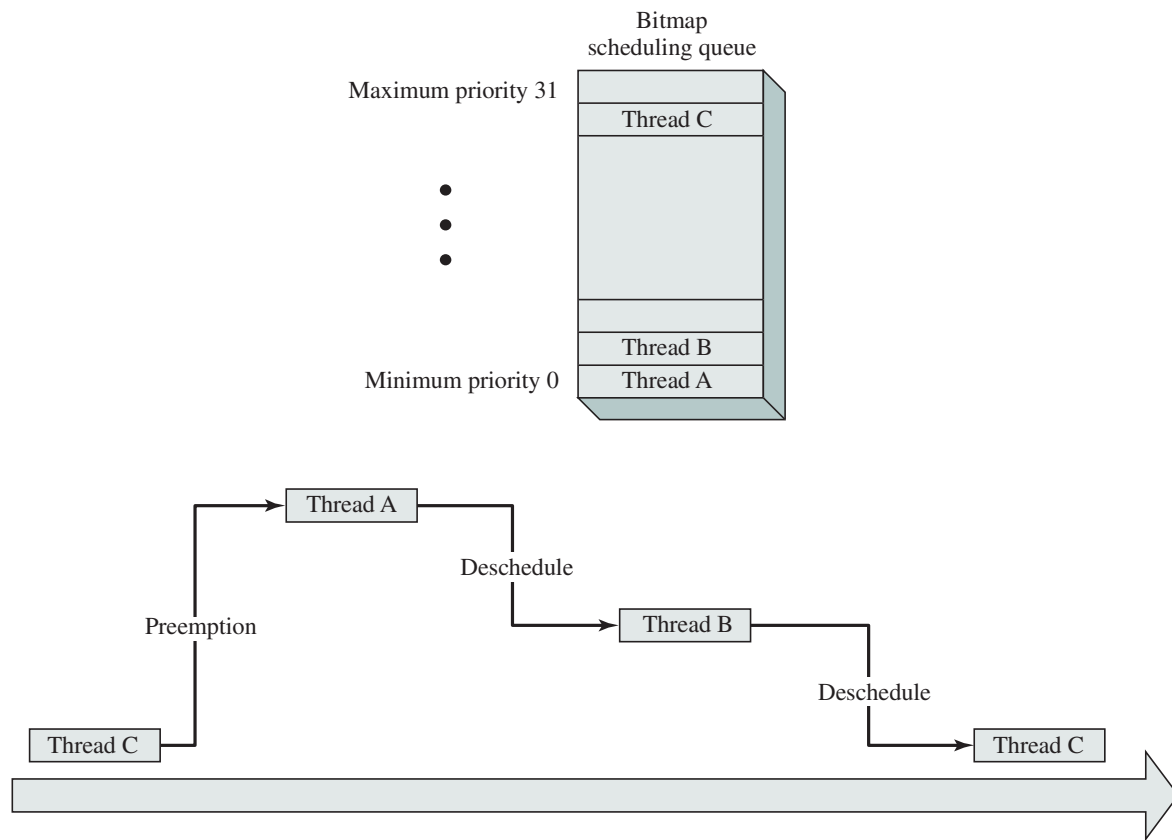 Bitmap
scheduling queue
Maximum priority 31
Thread C
Thread B
Minimum priority 0
Thread A
Thread A
Deschedule
Preemption
Thread B
Deschedule
Thread C
Thread C